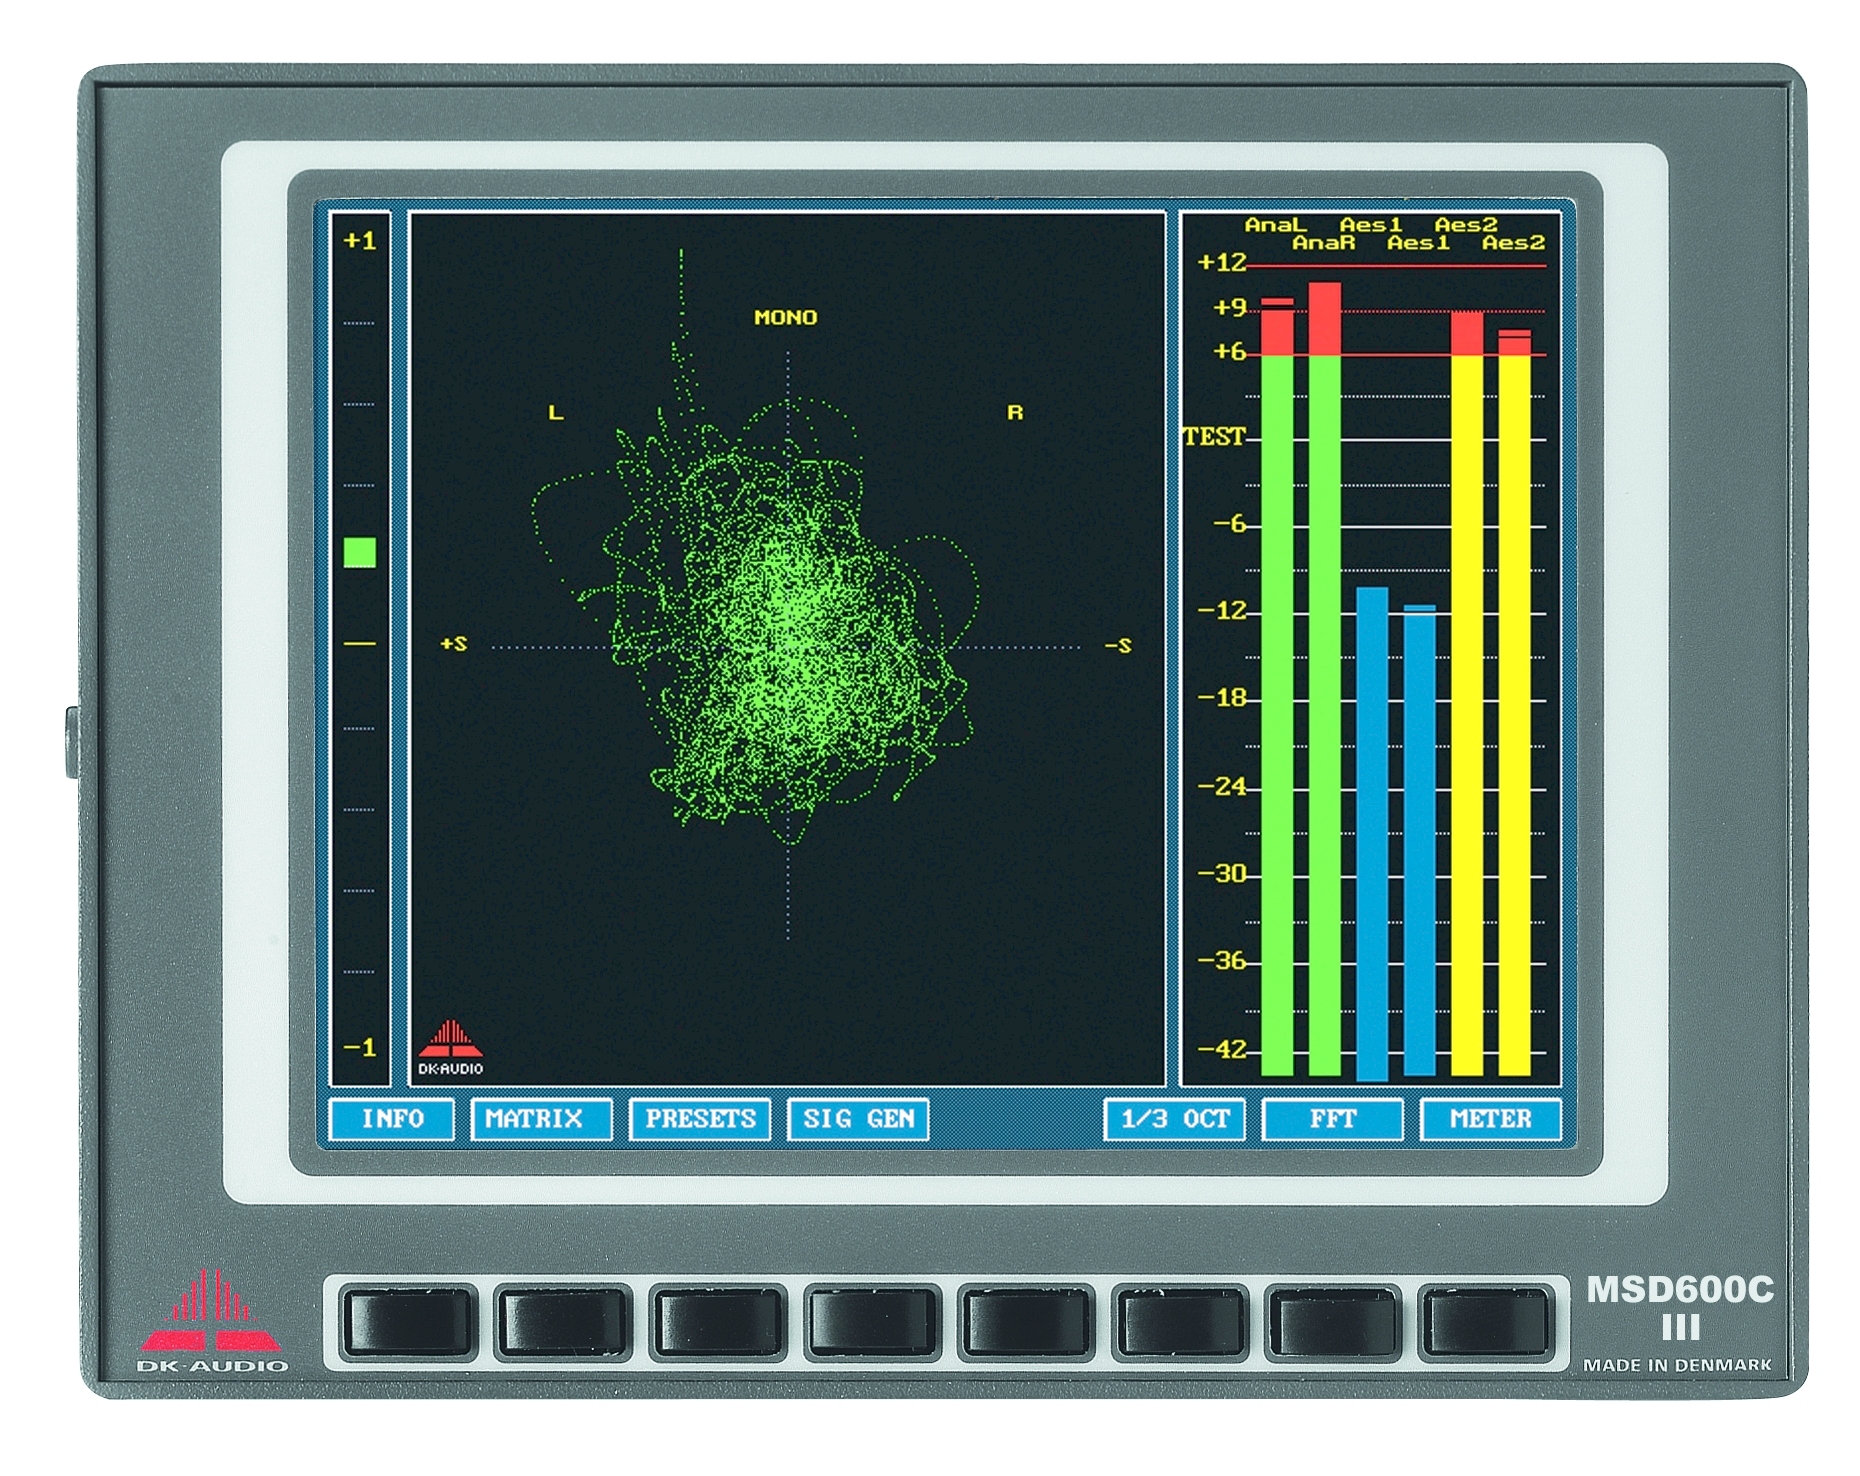 +1
-1
MONO
L
R
+S
-S
DK-AUDIO
AnaL Aes1 Aes2
AnaR Aes1 Aes2
+12
+9
+6
TEST
-6
-12
-18
-24
-30
-36
-42
INFO MATRIX PRESETS SIG GEN 1/3 OCT FFT METER
DK-AUDIO
MSD600C
III
MADE IN DENMARK